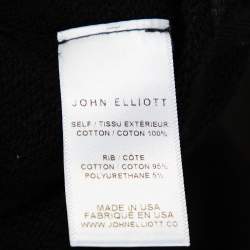 JOHN ELLIOTT
SELF / TISSU EXTÉRIEUR
COTTON / COTON 100%
RIB / CÔTE
COTTON / COTON 95%
POLYURETHANE 5%
MADE IN USA
FABRIQUÉ EN USA
WWW.JOHNELLIOTT.CO